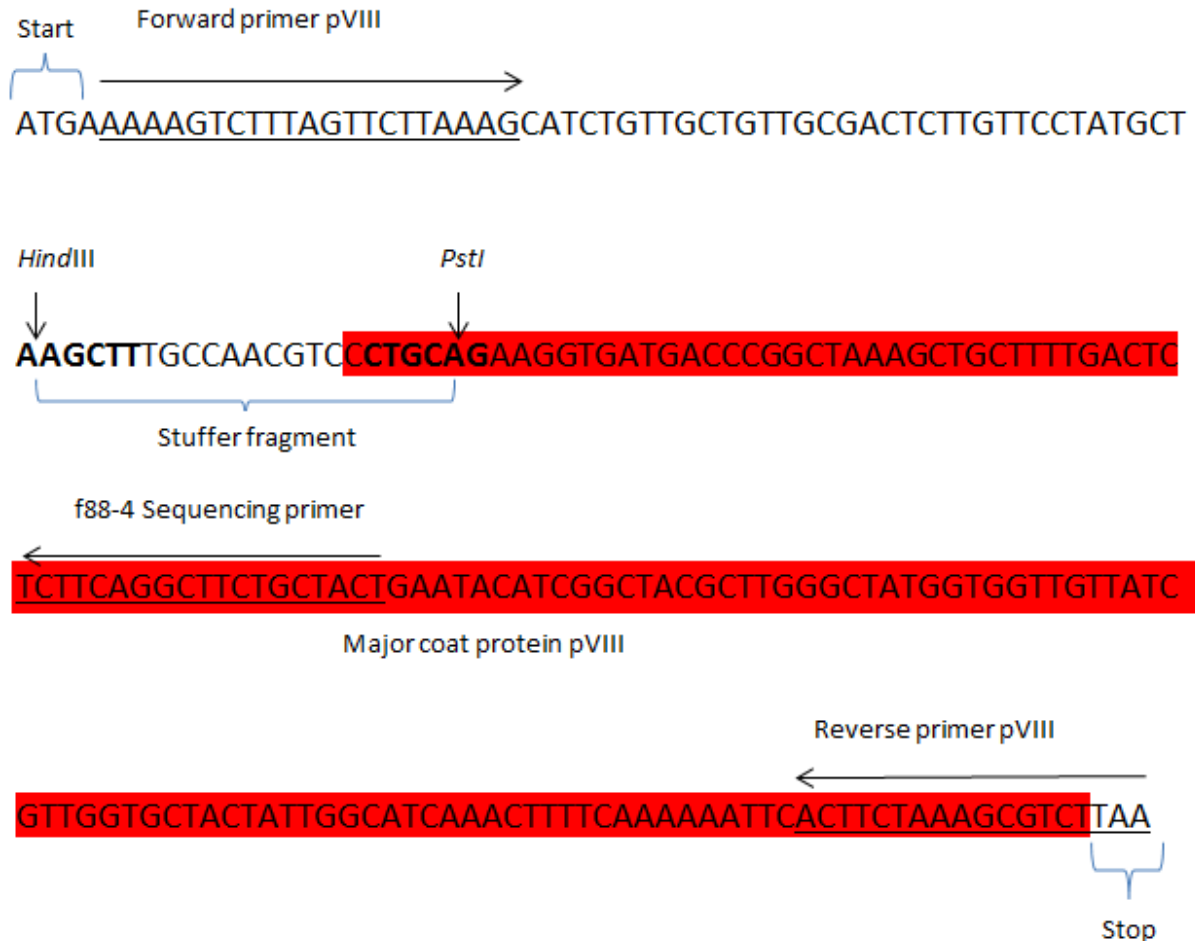 Start
Forward primer pVIII
ATGAAAAAGTCTTTAGTTCTTAAAGCATCTGTTGCTGTTGCGACTCTTGTTCCTATGCT
HindIII
PstI
AAGCTTTGCCAACGTCCCTGCAGAAGGTGATGACCCGGCTAAAGCTGCTTTTGACTC
Stuffer fragment
f88-4 Sequencing primer
TCTTCAGGCTTCTGCTACTGAATACATCGGCTACGCTTGGGCTATGGTGGTTGTTATC
Major coat protein pVIII
Reverse primer pVIII
GTTGGTGCTACTATTGGCATCAAACTTTTCAAAAAATTCACTTCTAAAGCGTCTTAA
Stop